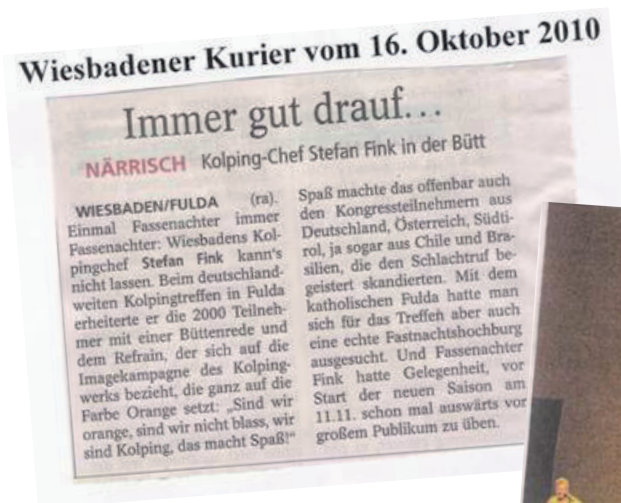 Wiesbadener Kurier vom 16. Oktober 2010
Immer gut drauf...
NÄRRISCH Kolping-Chef Stefan Fink in der Bütt
WIESBADEN/FULDA (ra).
Einmal Fassenachter immer
Fassenachter: Wiesbadens Kol-
pingchef Stefan Fink kann's
nicht lassen. Beim deutschland-
weiten Kolpingtreffen in Fulda
erheiterte er die 2000 Teilneh-
mer mit einer Büttenrede und
dem Refrain, der sich auf die
Imagekampagne des Kolping-
werks bezieht, die ganz auf die
Farbe Orange setzt: „Sind wir
orange, sind wir nicht blass, wir
sind Kolping, das macht Spaß!"
Spaß machte das offenbar auch
den Kongressteilnehmern aus
Deutschland, Österreich, Südti-
rol, ja sogar aus Chile und Bra-
silien, die den Schlachtruf be-
geistert skandierten. Mit dem
katholischen Fulda hatte man
sich für das Treffen aber auch
eine echte Fastnachtshochburg
ausgesucht. Und Fassenachter
Fink hatte Gelegenheit, vor
Start der neuen Saison am
11.11. schon mal auswärts vor
großem Publikum zu üben.